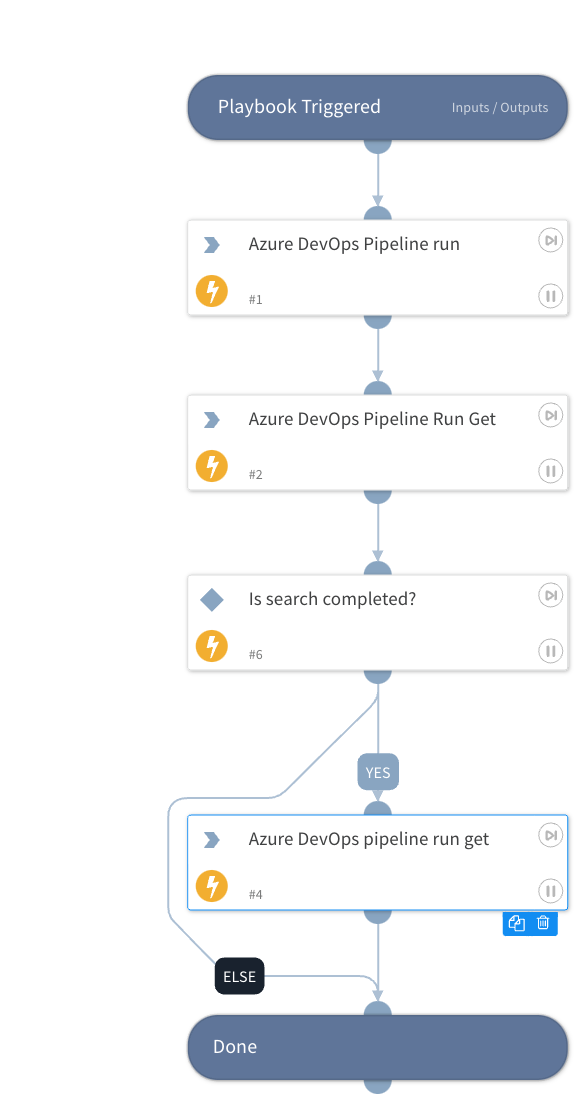 Playbook Triggered Inputs / Outputs
Azure DevOps Pipeline run
#1
Azure DevOps Pipeline Run Get
#2
Is search completed?
#6
YES
Azure DevOps pipeline run get
#4
ELSE
Done